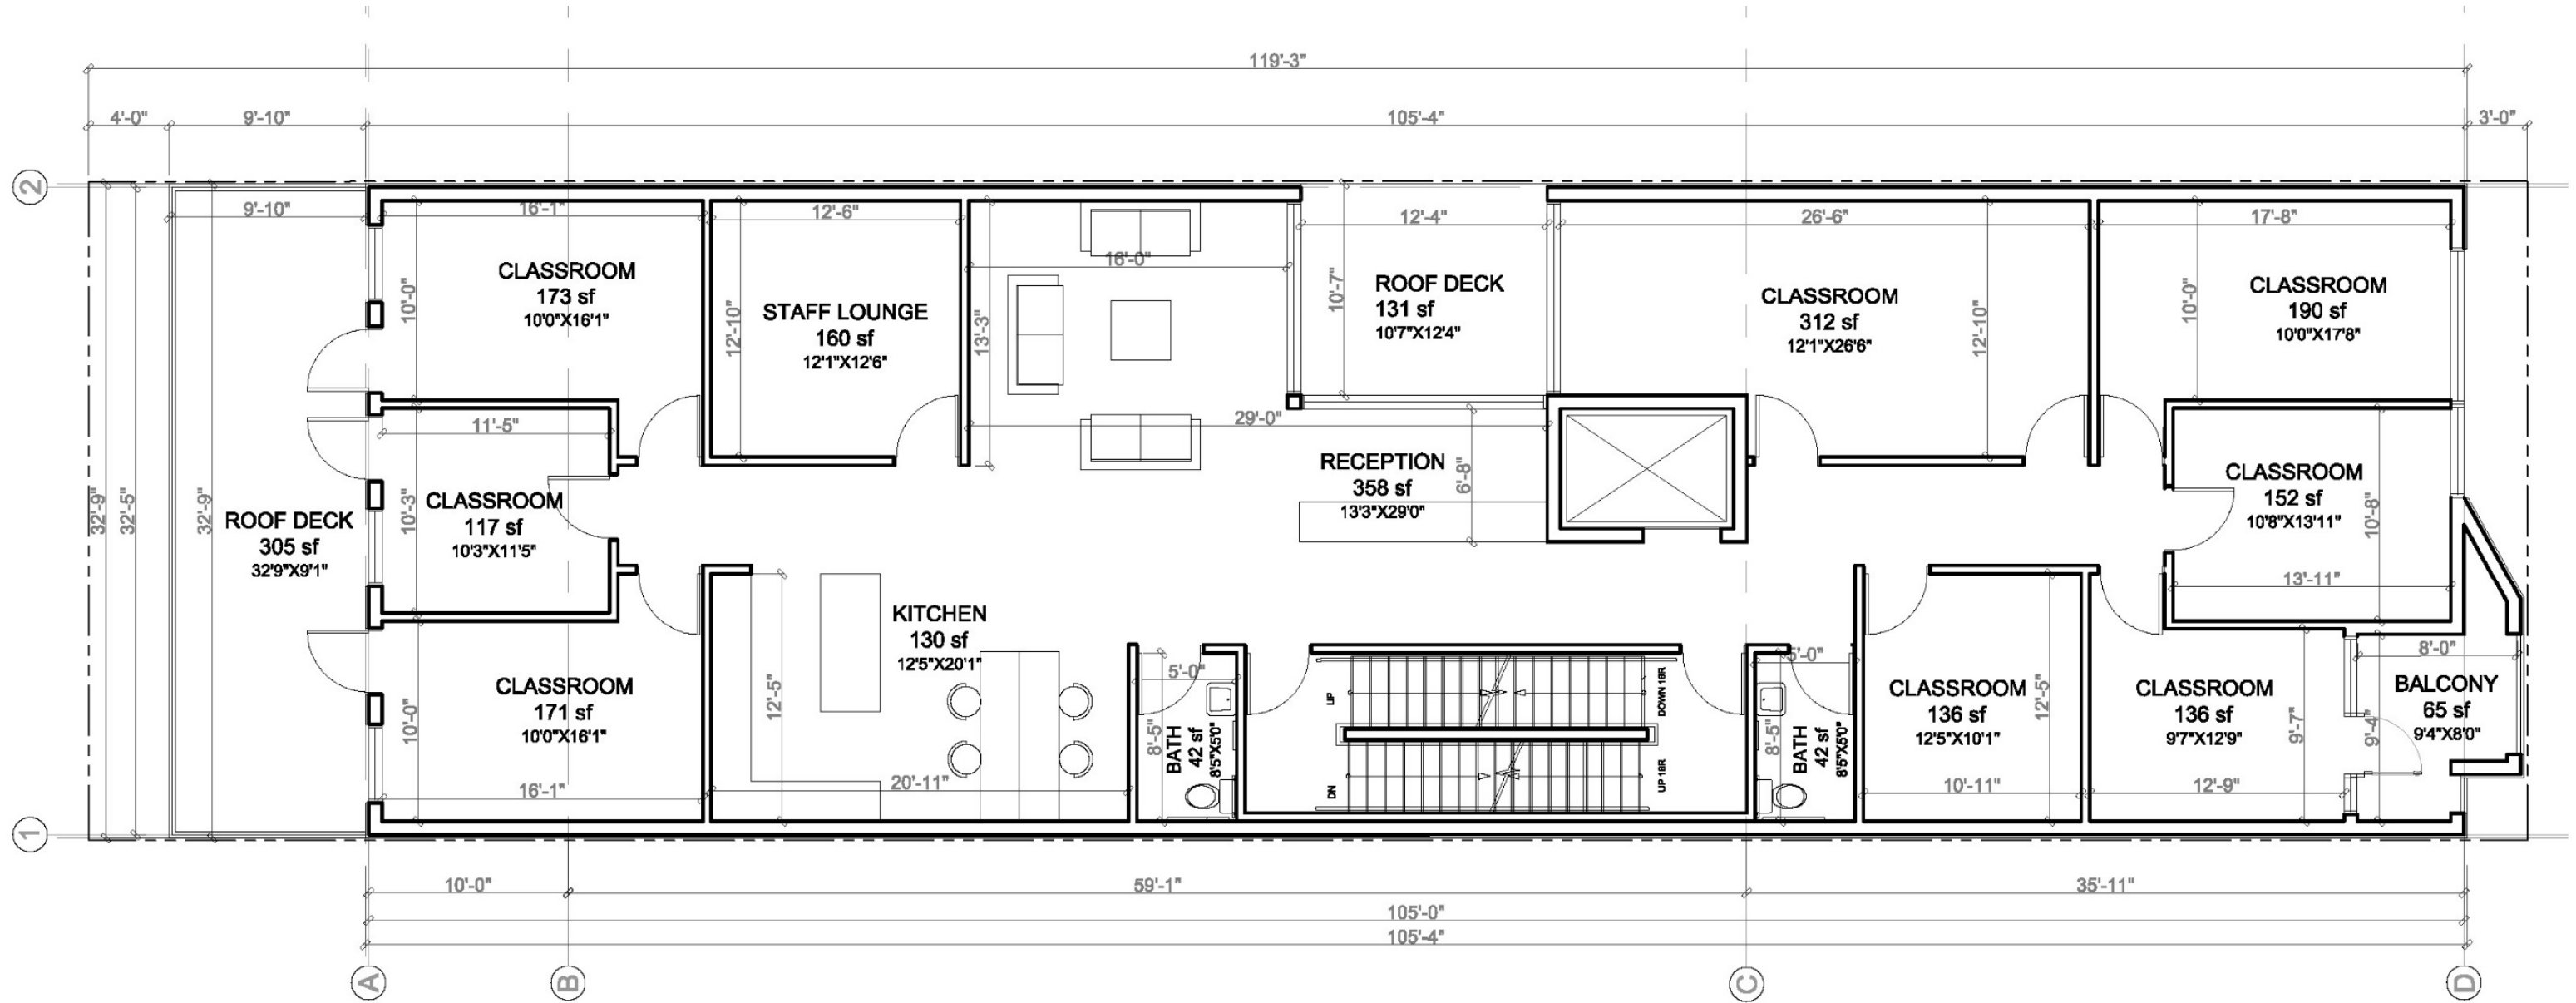 119'-3"
4'-0"
9'-10"
105'-4"
3'-0"
2
9'-10"
16'-1"
12'-6"
12'-4"
26'-6"
17'-8"
16'-0"
CLASSROOM
173 sf
10'0"X16'1"
10'-0"
STAFF LOUNGE
160 sf
12'1"X12'6"
12'-10"
13'-3"
ROOF DECK
131 sf
10'7"X12'4"
10'-7"
CLASSROOM
312 sf
12'1"X26'6"
12'-10"
CLASSROOM
190 sf
10'0"X17'8"
10'-0"
11'-5"
29'-0"
32'-9"
32'-5"
32'-9"
ROOF DECK
305 sf
32'9"X9'1"
CLASSROOM
117 sf
10'3"X11'5"
10'-3"
RECEPTION
358 sf
13'3"X29'0"
6'-8"
CLASSROOM
152 sf
10'8"X13'11"
10'-8"
13'-11"
KITCHEN
130 sf
12'5"X20'1"
12'-5"
20'-11"
CLASSROOM
171 sf
10'0"X16'1"
10'-0"
16'-1"
5'-0"
8'-5"
BATH
42 sf
8'5"X5'0"
UP
DN
DOWN 18R
UP 18R
5'-0"
8'-5"
BATH
42 sf
8'5"X5'0"
CLASSROOM
136 sf
12'5"X10'1"
12'-5"
10'-11"
CLASSROOM
136 sf
9'7"X12'9"
9'-7"
12'-9"
8'-0"
BALCONY
65 sf
9'4"X8'0"
9'-4"
1
10'-0"
59'-1"
35'-11"
105'-0"
105'-4"
A
B
C
D